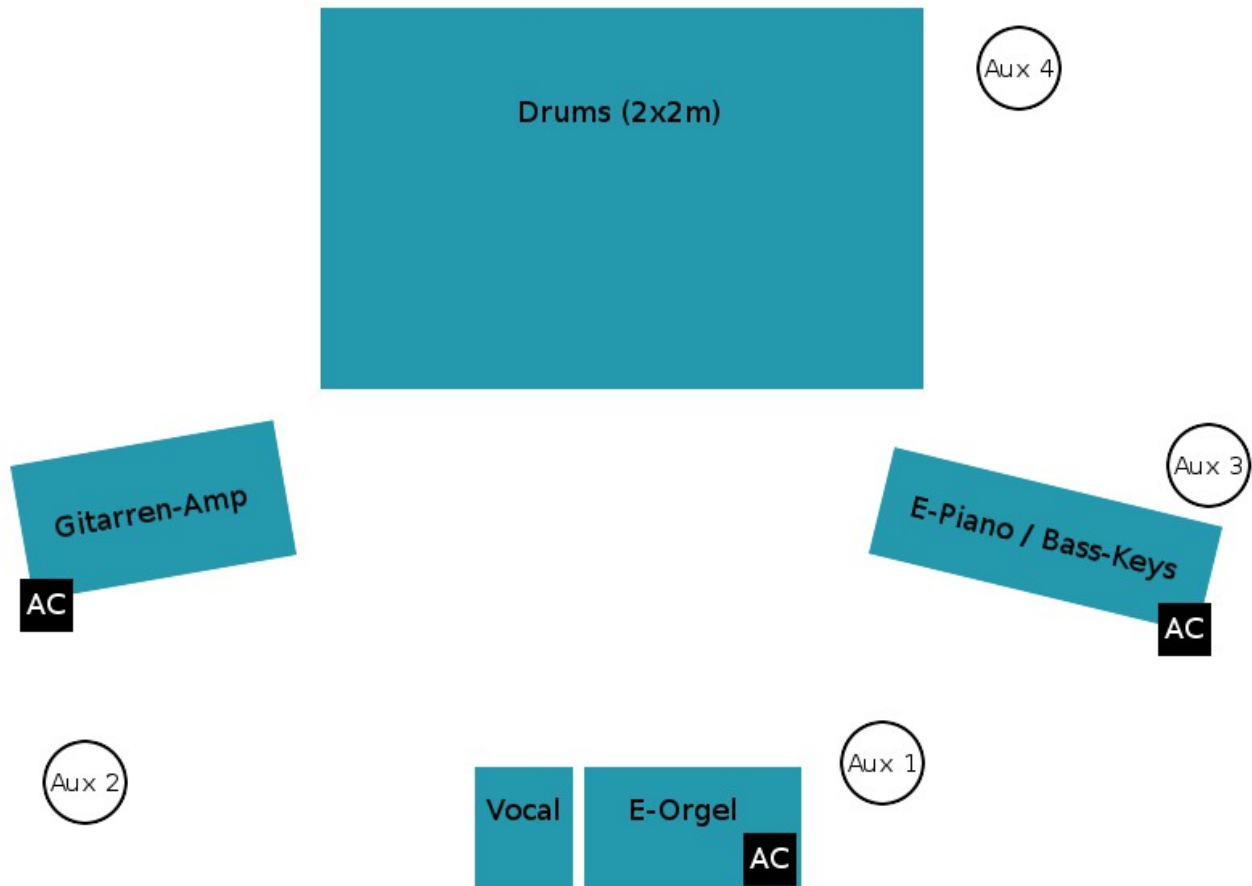 Aux 4
Drums (2x2m)
Aux 3
Gitarren-Amp
E-Piano / Bass-Keys
AC
AC
Aux 1
Aux 2
Vocal
E-Orgel
AC